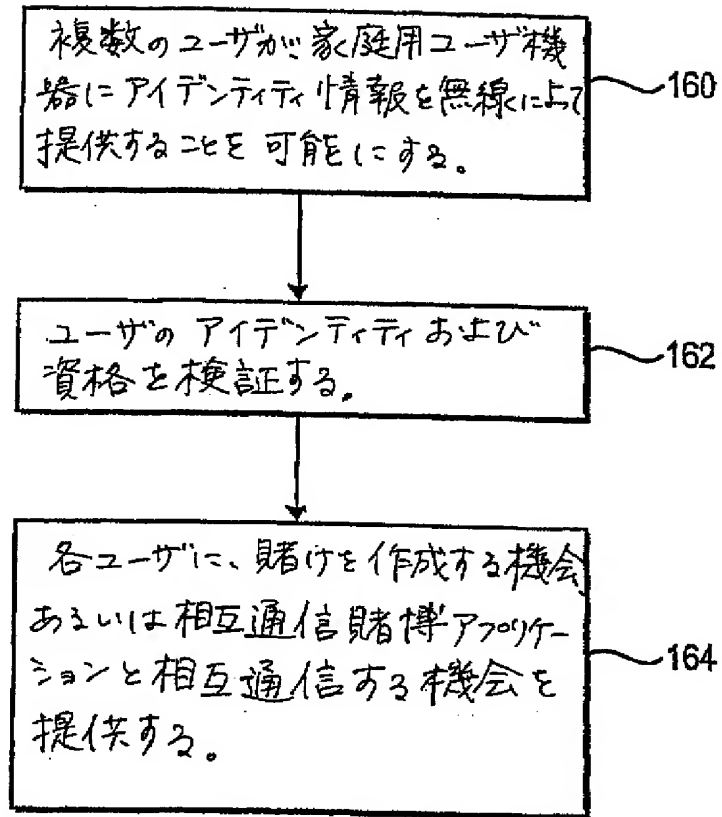 複数のユーザが家庭用ユーザ機
器にアイデンティティ情報を無線によって
提供することを可能にする。
160
ユーザのアイデンティティおよび
資格を検証する。
162
各ユーザに、賭けを作成する機会
あるいは相互通信賭博アプリケー
ションと相互通信する機会を
提供する。
164